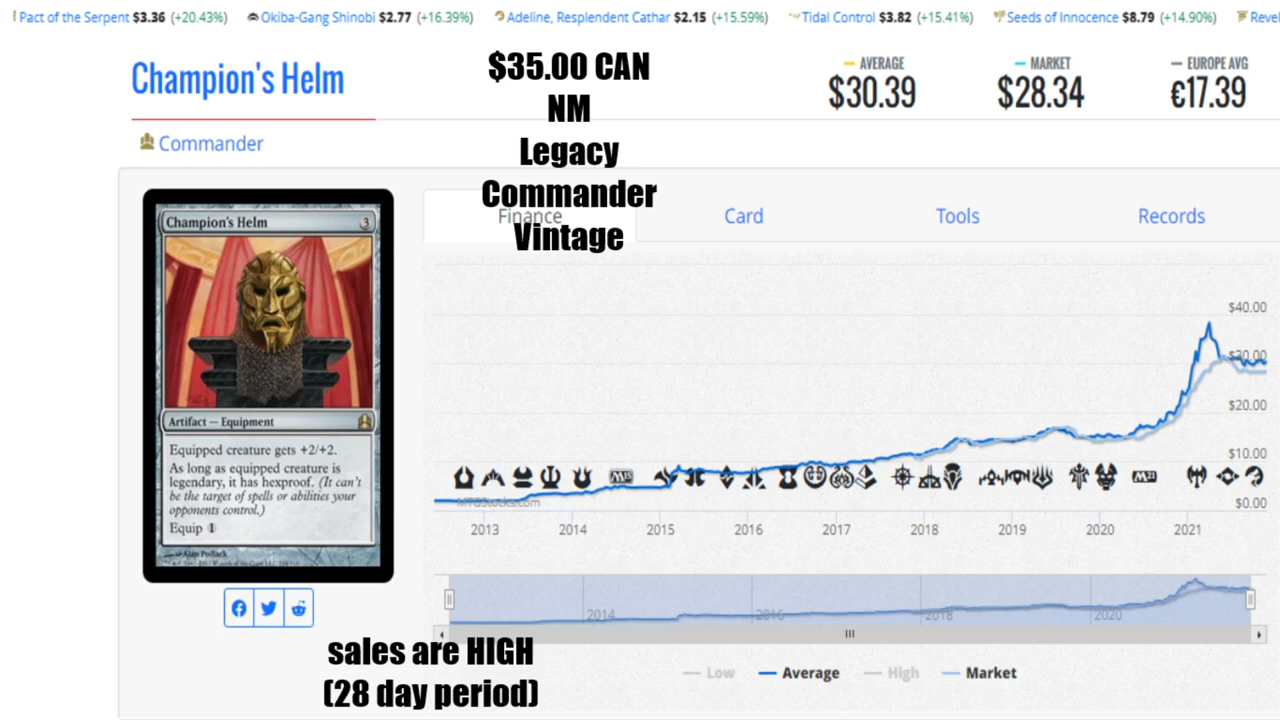 Pact of the Serpent $3.36 (+20.43%) Okiba-Gang Shinobi $2.77 (+16.39%) Adeline, Resplendent Cathar $2.15 (+15.59%) Tidal Control $3.82 (+15.41%) Seeds of Innocence $8.79 (+14.90%) Revel
Champion's Helm
$35.00 CAN
NM
Legacy
Commander
Vintage
AVERAGE
$30.39
MARKET
$28.34
EUROPE AVG
€17.39
Commander
Finance Card Tools Records
Champion's Helm 3
Artifact — Equipment
Equipped creature gets +2/+2.
As long as equipped creature is
legendary, it has hexproof. (It can't
be the target of spells or abilities your
opponents control.)
Equip 1
Alan Pollack
$40.00
$30.00
$20.00
$10.00
$0.00
MTGStocks.com
2013 2014 2015 2016 2017 2018 2019 2020 2021
2014 2016 2018 2020
Low Average High Market
sales are HIGH
(28 day period)